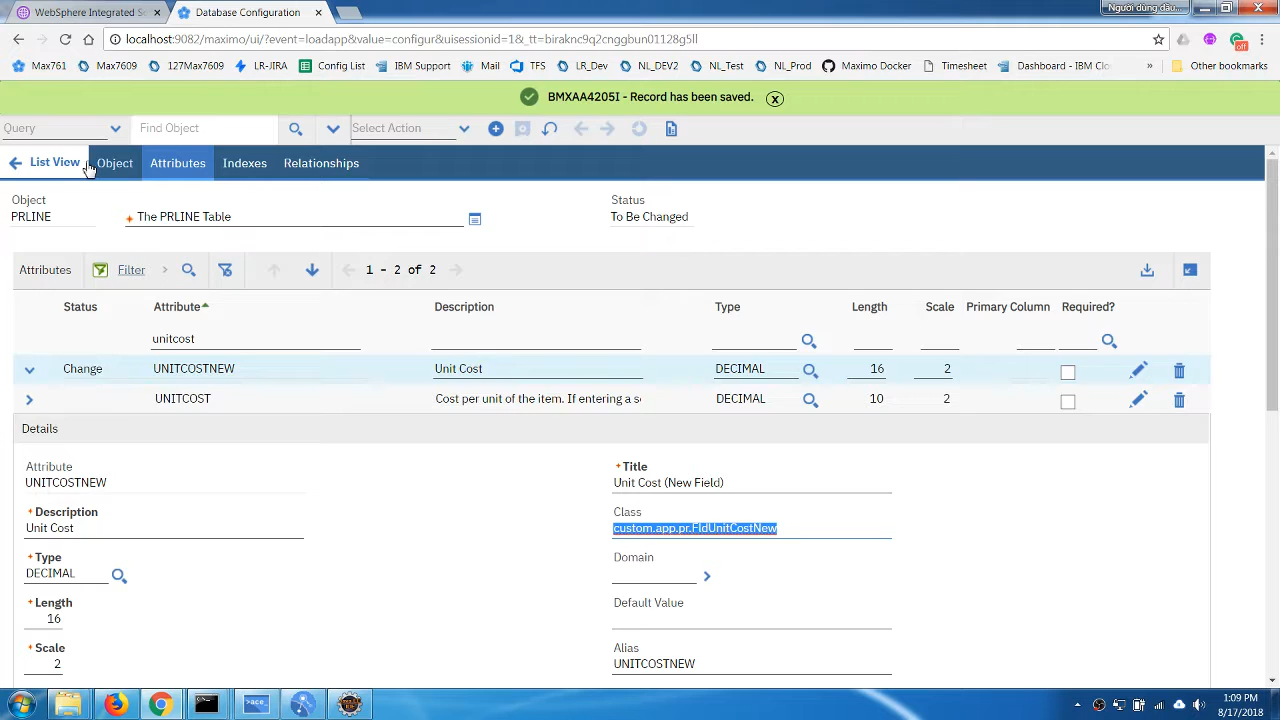 WebSphere Integrated S
Database Configuration
Người dùng đầu...
localhost:9082/maximo/ui/?event=loadapp&value=configur&uisessionid=1&_tt=biraknc9q2cnggbun01128g5ll
Max761 Max7609 127Max7609 LR-JIRA Config List IBM Support Mail TFS LR_Dev NL_DEV2 NL_Test NL_Prod Maximo Docker Timesheet Dashboard - IBM Clo » Other bookmarks
off
BMXAA4205I - Record has been saved.
Query Find Object Select Action
List View Object Attributes Indexes Relationships
Object Status
PRLINE The PRLINE Table To Be Changed
Attributes Filter 1 - 2 of 2
Status Attribute Description Type Length Scale Primary Column Required?
unitcost
Change UNITCOSTNEW Unit Cost DECIMAL 16 2
UNITCOST Cost per unit of the item. If entering a s DECIMAL 10 2
Details
Attribute Title
UNITCOSTNEW Unit Cost (New Field)
Description Class
Unit Cost custom.app.pr.FldUnitCostNew
Type Domain
DECIMAL
Length Default Value
16
Scale Alias
2 UNITCOSTNEW
>ace_
1:09 PM
8/17/2018